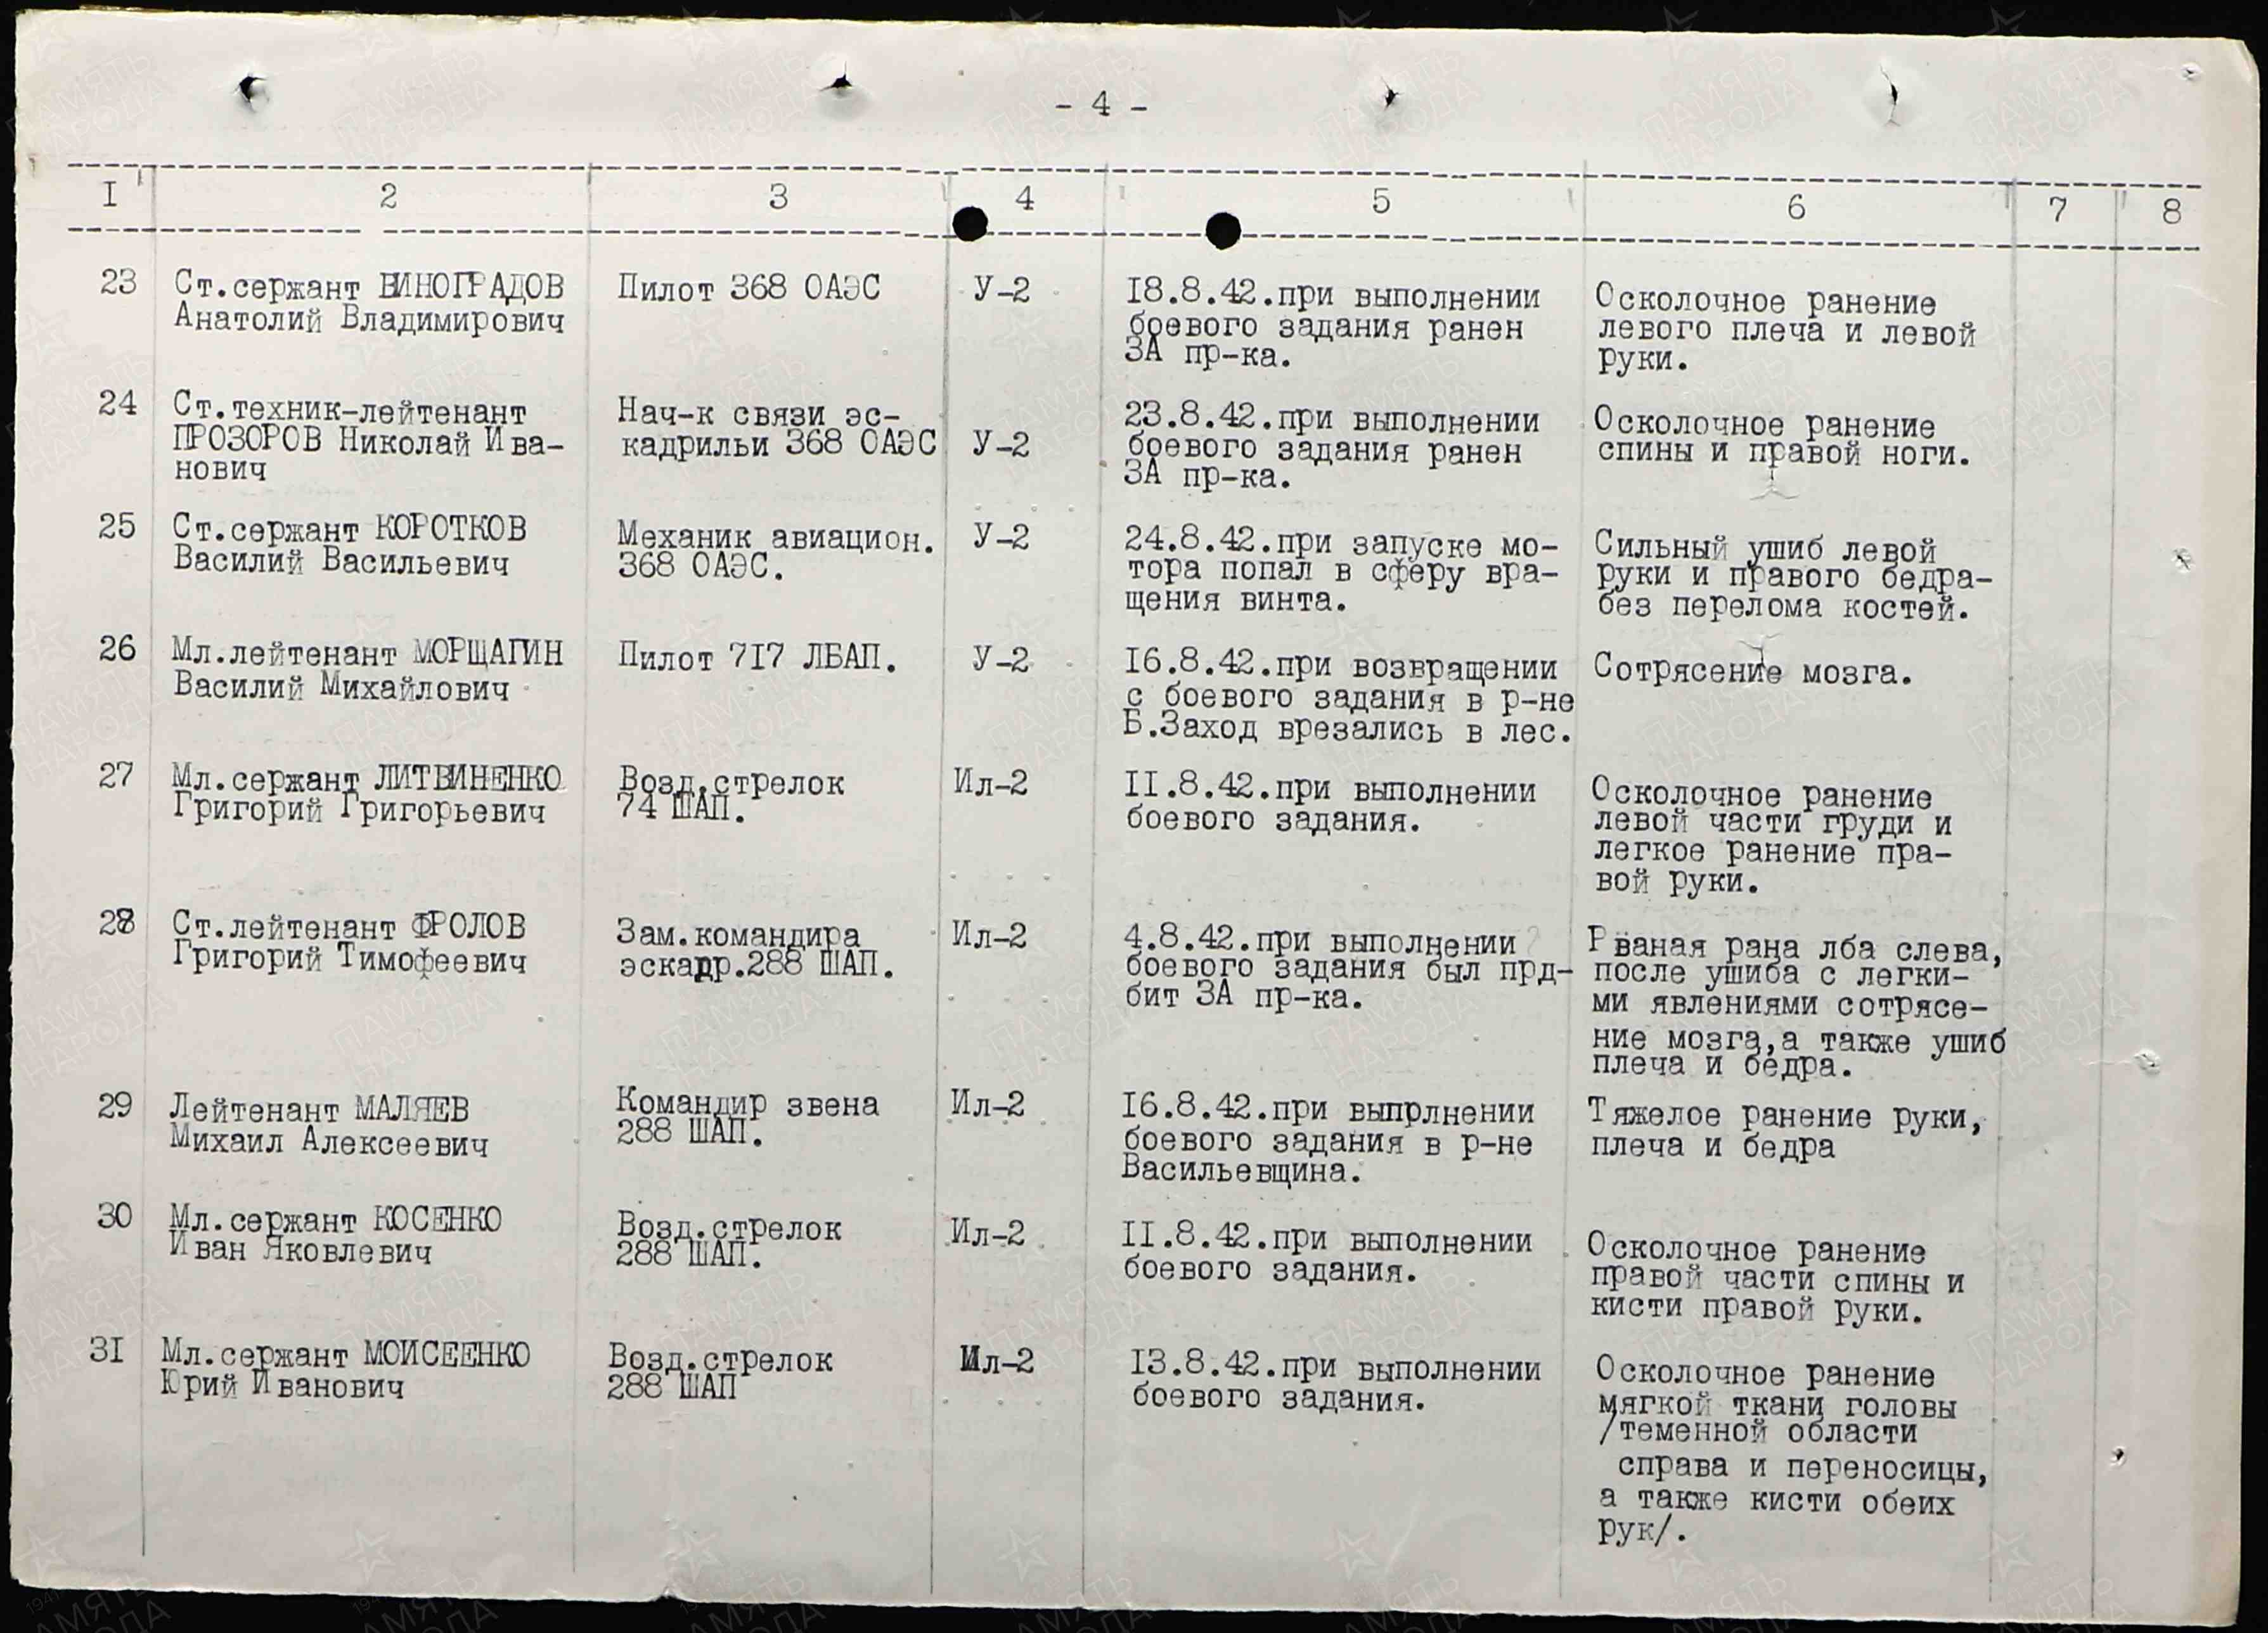 - 4 -
I 2 3 4 5 6 7 8
23 Ст.сержант ВИНОГРАДОВ Пилот 368 ОАЭС У-2 18.8.42.при выполнении Осколочное ранение
Анатолий Владимирович боевого задания ранен левого плеча и левой
ЗА пр-ка. руки.
24 Ст.техник-лейтенант Нач-к связи эс- 23.8.42.при выполнении Осколочное ранение
ПРОЗОРОВ Николай Ива- кадрильи 368 ОАЭС У-2 боевого задания ранен спины и правой ноги.
нович ЗА пр-ка.
25 Ст.сержант КОРОТКОВ Механик авиацион. У-2 24.8.42.при запуске мо- Сильный ушиб левой
Василий Васильевич 368 ОАЭС. тора попал в сферу вра- руки и правого бедра-
щения винта. без перелома костей.
26 Мл.лейтенант МОРЩАГИН Пилот 7I7 ЛБАП. У-2 I6.8.42.при возвращении Сотрясение мозга.
Василий Михайлович с боевого задания в р-не
Б.Заход врезались в лес.
27 Мл.сержант ЛИТВИНЕНКО Возд.стрелок Ил-2 II.8.42.при выполнении Осколочное ранение
Григорий Григорьевич 74 ШАП. боевого задания. левой части груди и
легкое ранение пра-
вой руки.
28 Ст.лейтенант ФРОЛОВ Зам.командира Ил-2 4.8.42.при выполнении Рваная рана лба слева,
Григорий Тимофеевич эскадр.288 ШАП. боевого задания был прд- после ушиба с легки-
бит ЗА пр-ка. ми явлениями сотрясе-
ние мозга,а также ушиб
плеча и бедра.
29 Лейтенант МАЛЯЕВ Командир звена Ил-2 I6.8.42.при выпрлнении Тяжелое ранение руки,
Михаил Алексеевич 288 ШАП. боевого задания в р-не плеча и бедра
Васильевщина.
30 Мл.сержант КОСЕНКО Возд.стрелок Ил-2 II.8.42.при выполнении Осколочное ранение
Иван Яковлевич 288 ШАП. боевого задания. правой части спины и
кисти правой руки.
3I Мл.сержант МОИСЕЕНКО Возд.стрелок Ил-2 I3.8.42.при выполнении Осколочное ранение
Юрий Иванович 288 ШАП боевого задания. мягкой ткани головы
/теменной области
справа и переносицы,
а также кисти обеих
рук/.